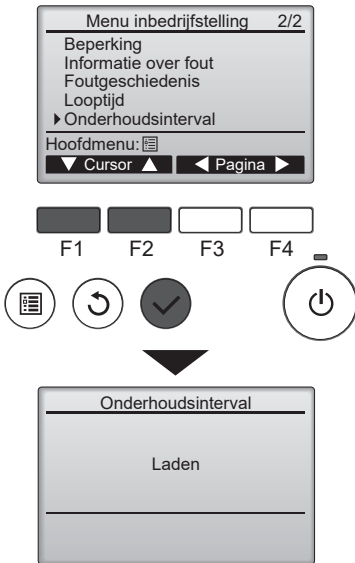 Menu inbedrijfstelling 2/2
Beperking
Informatie over fout
Foutgeschiedenis
Looptijd
Onderhoudsinterval
Hoofdmenu:
Cursor Pagina
F1 F2 F3 F4
Onderhoudsinterval
Laden